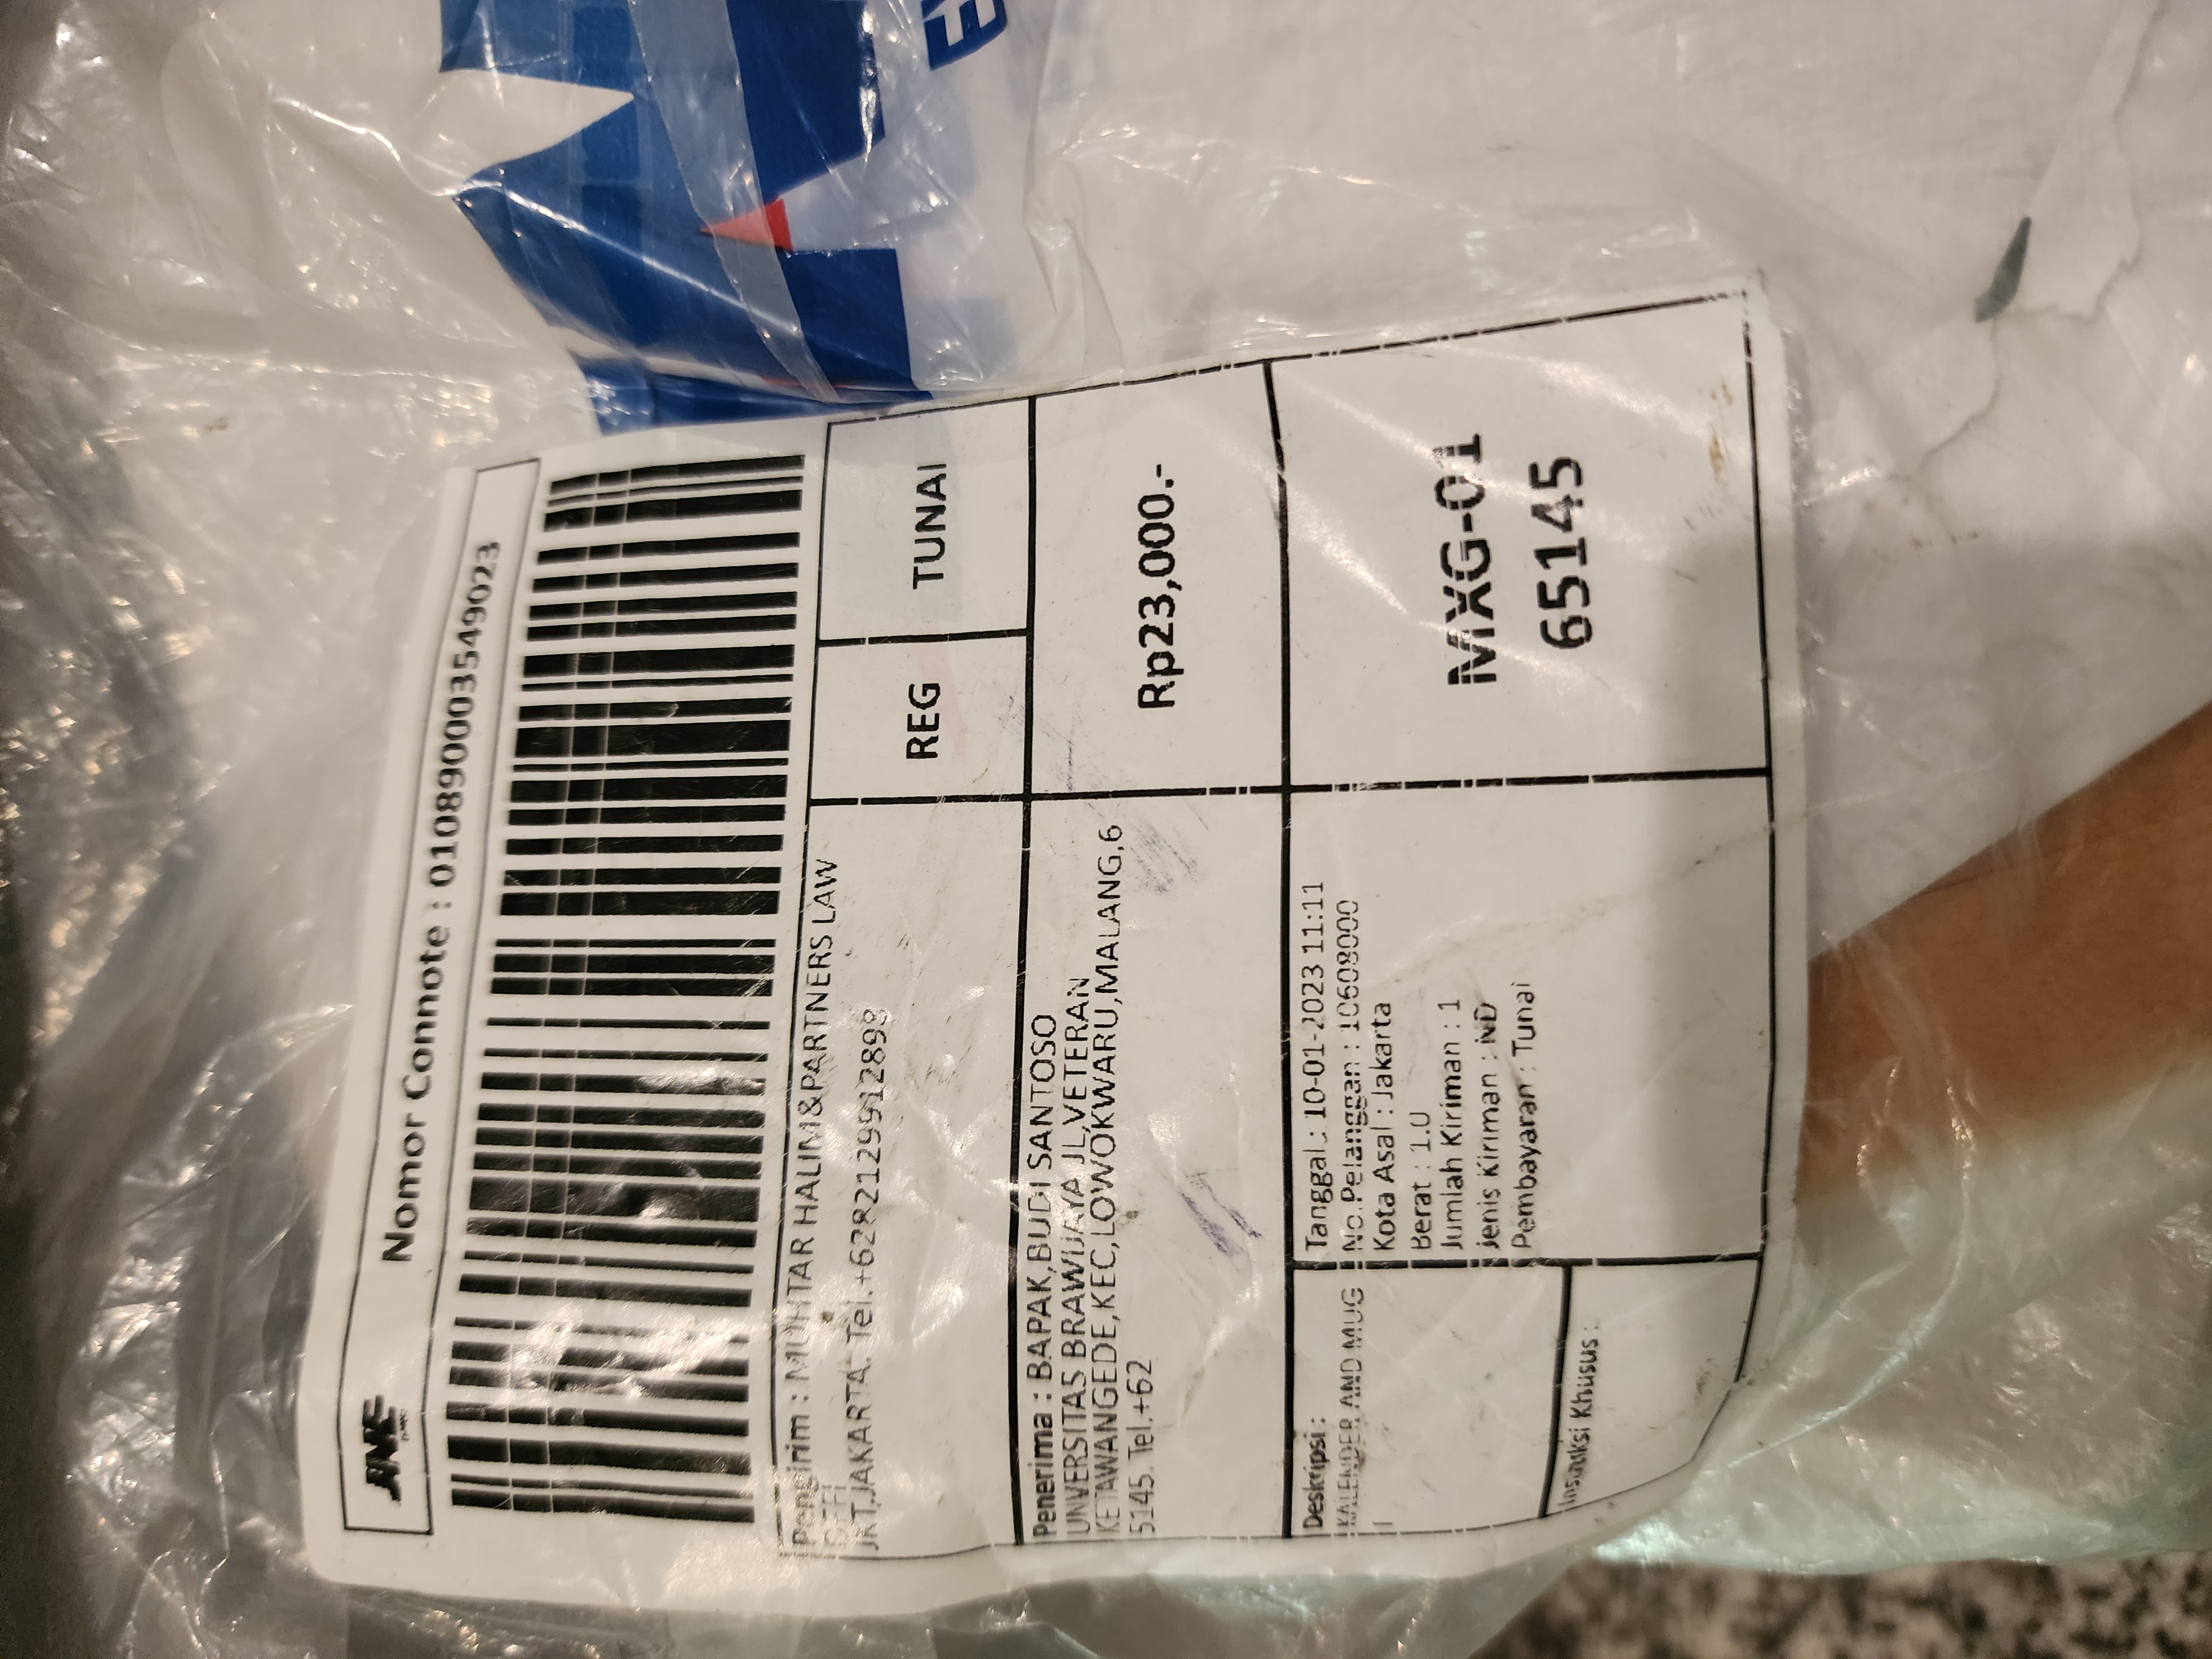 JNE
Nomor Connote : 010890003549023
Pengirim : MUHTAR HALIM&PARTNERS LAW
OFFI
JKT,JAKARTA. Tel.+6282129912898
REG
TUNAI
Penerima : BAPAK,BUDI SANTOSO
UNVERSITAS BRAWIJAYA JL,VETERAN
KETAWANGEDE,KEC,LOWOKWARU,MALANG,6
5145. Tel.+62
Rp23,000.-
Deskripsi :
KALENDER AND MUG
Tanggal : 10-01-2023 11:11
No.Pelanggan : 10608000
Kota Asal : Jakarta
Berat : 1.0
Jumlah Kiriman : 1
Jenis Kiriman : ND
Pembayaran : Tunai
Instruksi Khusus :
MXG-01
65145